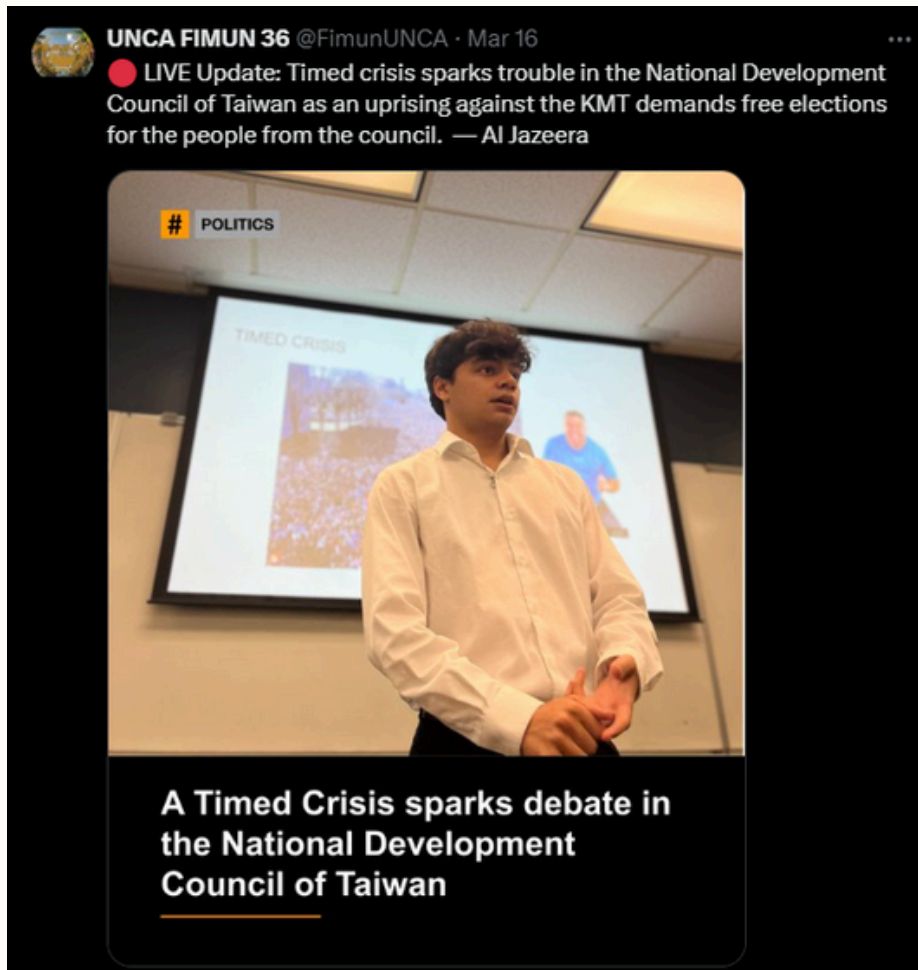 UNCA FIMUN 36 @FimunUNCA · Mar 16 ...
🔴 LIVE Update: Timed crisis sparks trouble in the National Development
Council of Taiwan as an uprising against the KMT demands free elections
for the people from the council. — Al Jazeera
# POLITICS
TIMED CRISIS
A Timed Crisis sparks debate in
the National Development
Council of Taiwan